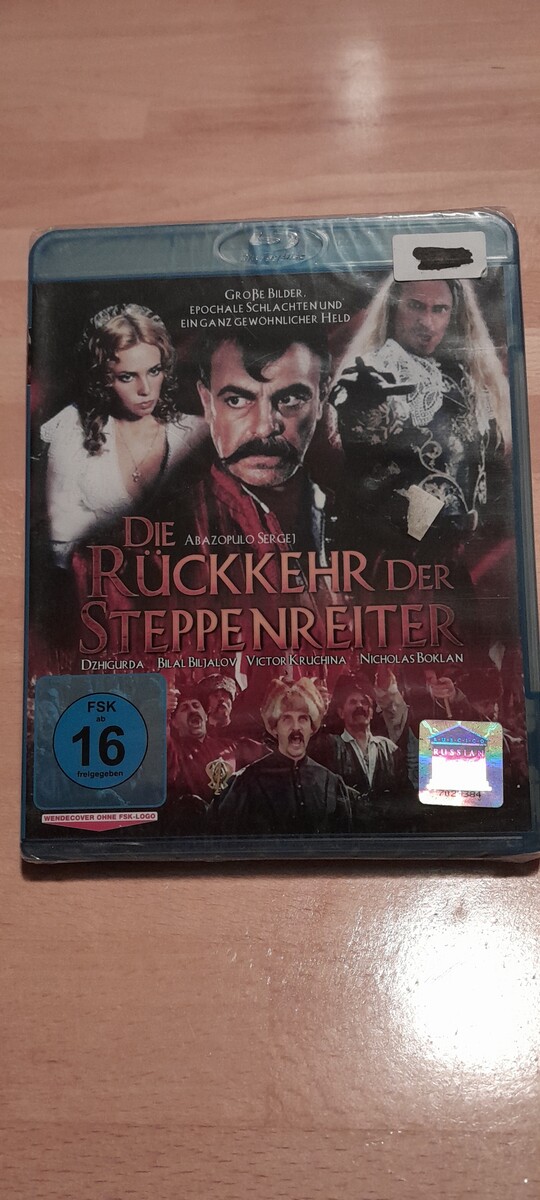 GROßE BILDER,
EPOCHALE SCHLACHTEN UND
EIN GANZ GEWÖHNLICHER HELD
DIE
ABAZOPULO SERGEJ
RÜCKKEHR DER
STEPPENREITER
DZHIGURDA BILAL BILJALOV VICTOR KRUCHINA NICHOLAS BOKLAN
FSK
ab
16
freigegeben
WENDECOVER OHNE FSK-LOGO
RUSCICO
RUSSIAN